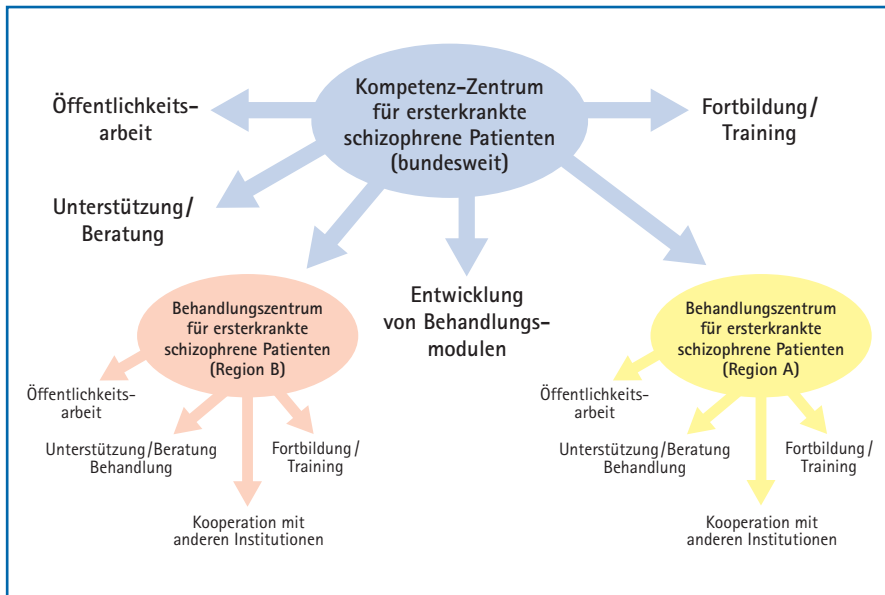 Kompetenz-Zentrum
für ersterkrankte
schizophrene Patienten
(bundesweit)
Öffentlichkeits-
arbeit
Fortbildung/
Training
Unterstützung/
Beratung
Entwicklung
von Behandlungs-
modulen
Behandlungszentrum
für ersterkrankte
schizophrene Patienten
(Region B)
Öffentlichkeits-
arbeit
Unterstützung/Beratung
Behandlung
Fortbildung/
Training
Kooperation mit
anderen Institutionen
Behandlungszentrum
für ersterkrankte
schizophrene Patienten
(Region A)
Öffentlichkeits-
arbeit
Unterstützung/Beratung
Behandlung
Fortbildung/
Training
Kooperation mit
anderen Institutionen